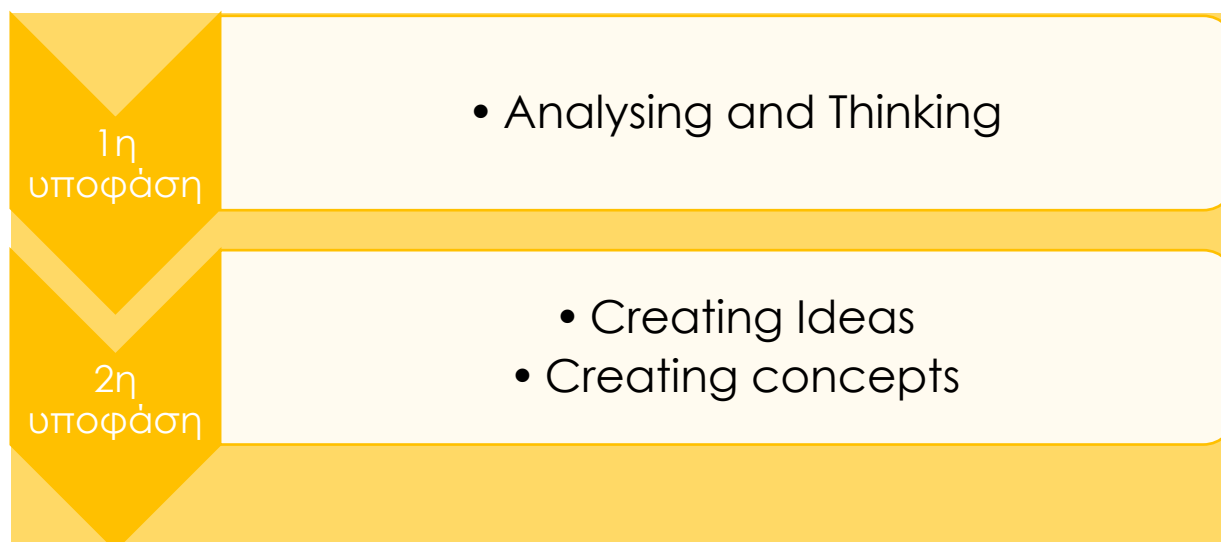 1η
υποφάση
• Analysing and Thinking
2η
υποφάση
• Creating Ideas
• Creating concepts